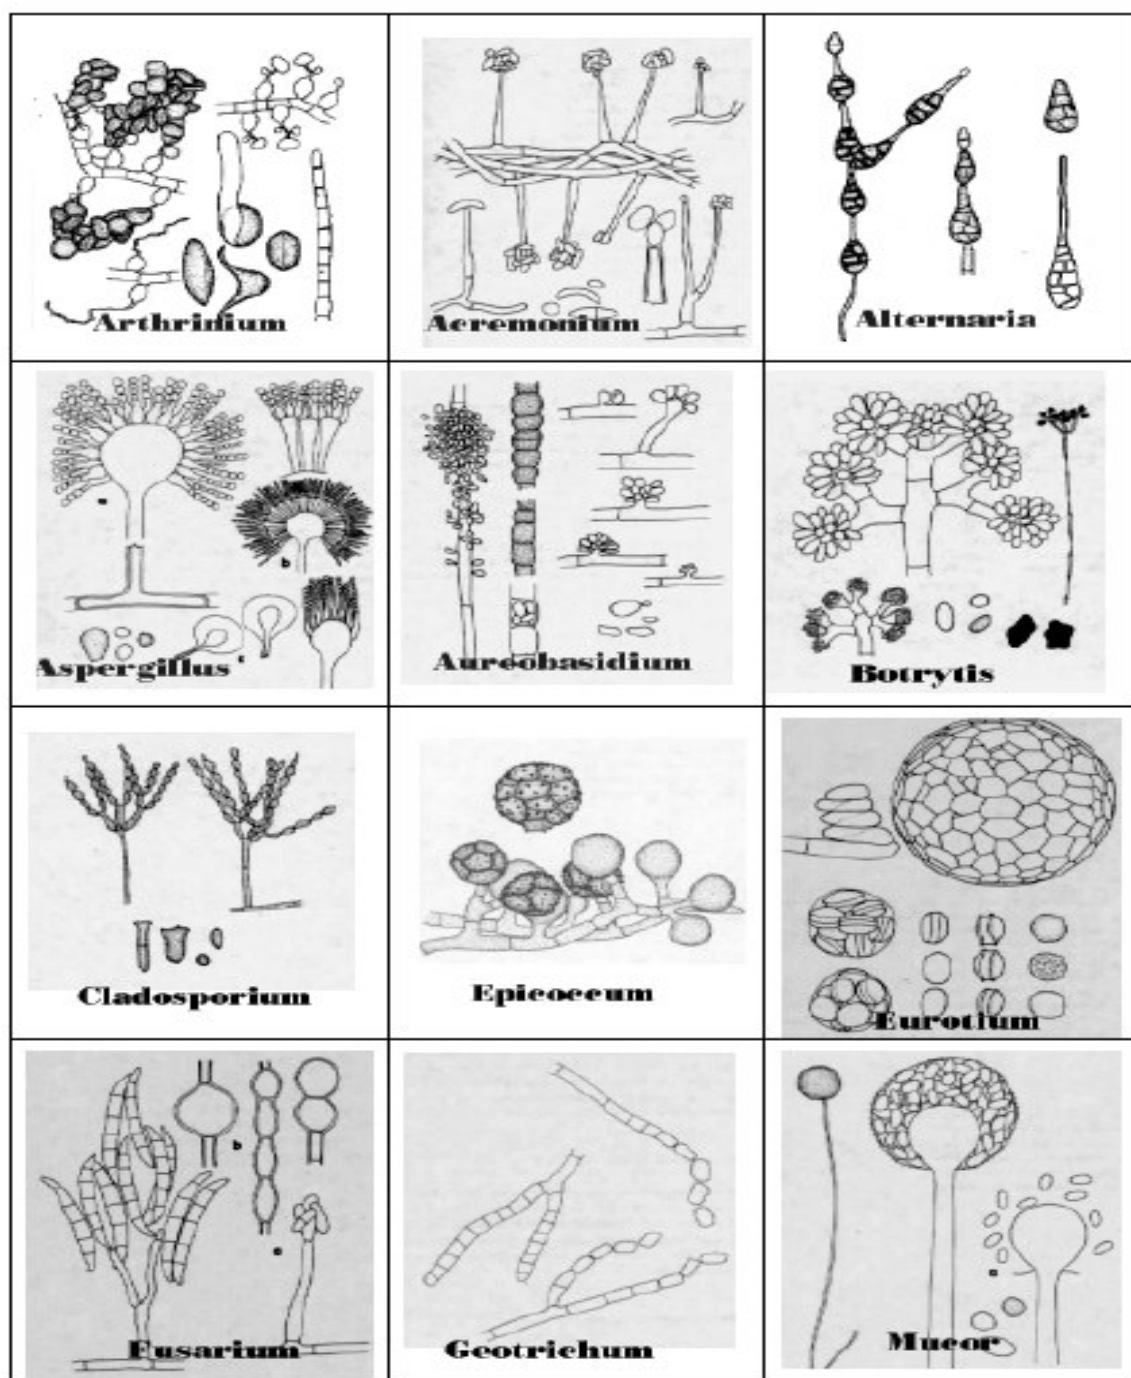 Arthrinium
Acremonium
Alternaria
a
b
c
Aspergillus
Aureobasidium
Botrytis
Cladosporium
Epicoccum
Eurotium
b
c
Fusarium
Geotrichum
c
Mucor